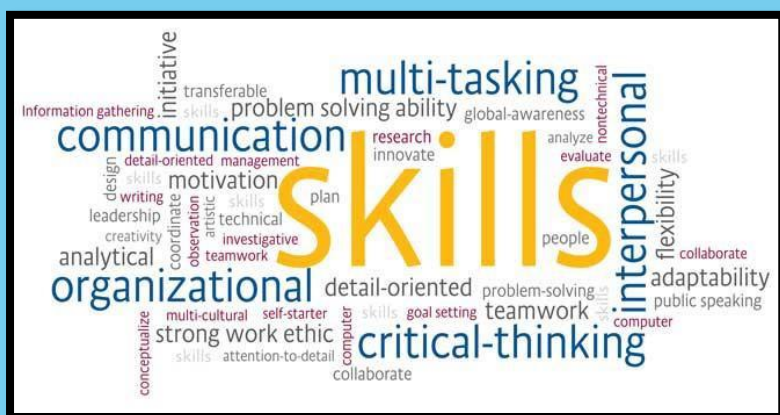 initiative
transferable
multi-tasking
Information gathering
skills
problem solving ability
global-awareness
nontechnical
interpersonal
communication
research
analyze
innovate
evaluate
skills
design
detail-oriented
management
skills
motivation
skills
plan
writing
skills
leadership
coordinate
observation
artistic
technical
creativity
investigative
people
flexibility
analytical
teamwork
collaborate
organizational
detail-oriented
problem-solving
skills
adaptability
public speaking
conceptualize
multi-cultural
self-starter
computer
skills
goal setting
teamwork
computer
strong work ethic
critical-thinking
skills
attention-to-detail
collaborate